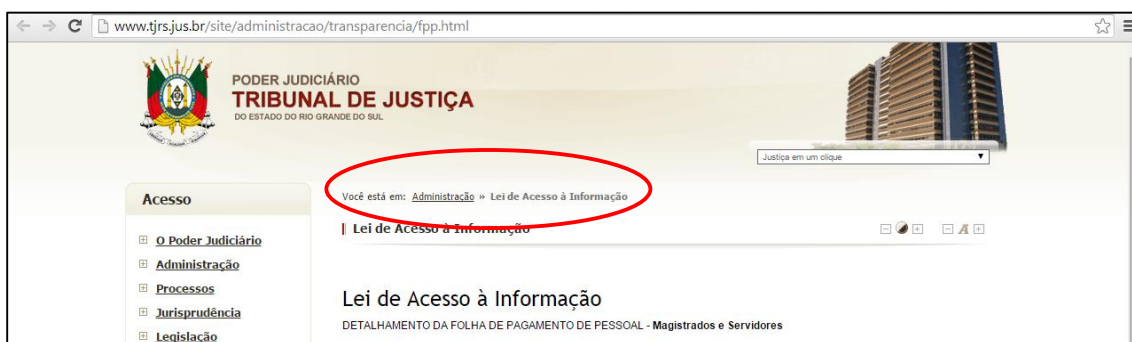 www.tjrs.jus.br/site/administracao/transparencia/fpp.html
PODER JUDICIÁRIO
TRIBUNAL DE JUSTIÇA
DO ESTADO DO RIO GRANDE DO SUL
Justiça em um clique
Acesso
O Poder Judiciário
Administração
Processos
Jurisprudência
Legislação
Você está em: Administração » Lei de Acesso à Informação
Lei de Acesso à Informação
A
Lei de Acesso à Informação
DETALHAMENTO DA FOLHA DE PAGAMENTO DE PESSOAL - Magistrados e Servidores